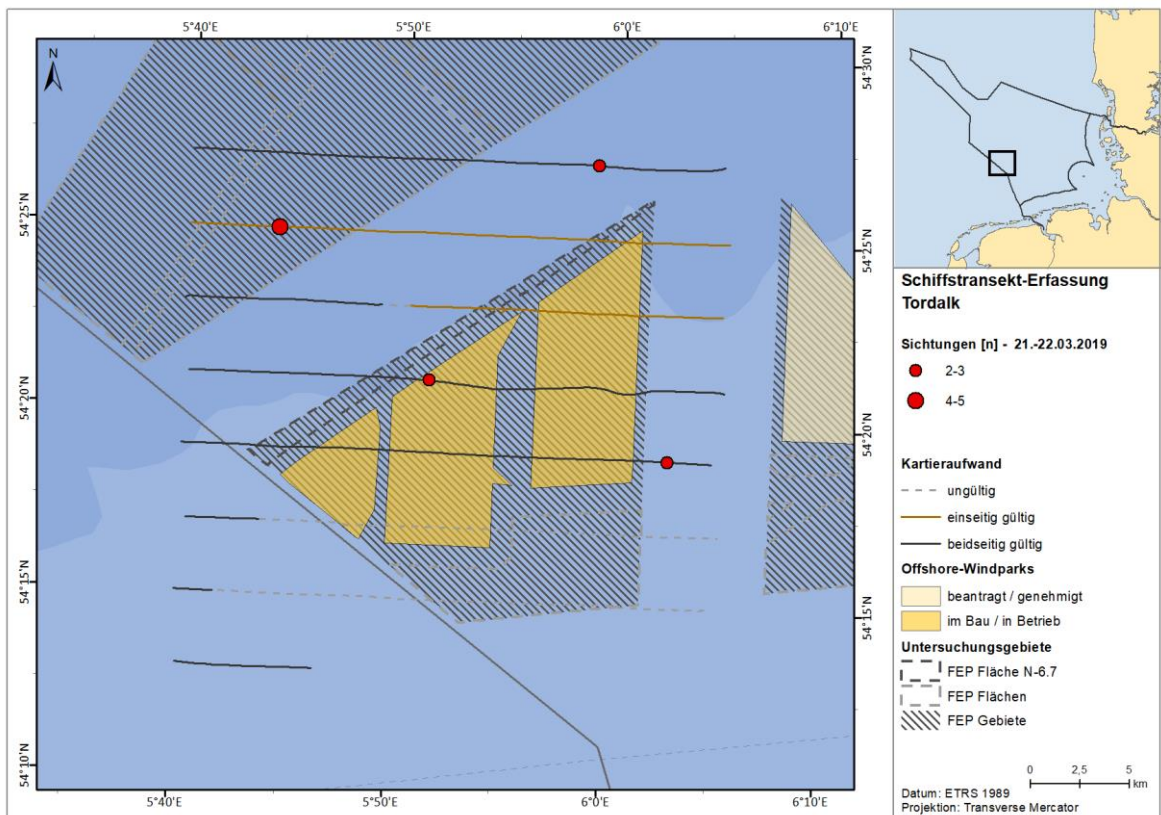 5°40'E 5°50'E 6°0'E 6°10'E
N
54°30'N
54°25'N
54°25'N
54°20'N
54°20'N
54°15'N
54°15'N
54°10'N
5°40'E 5°50'E 6°0'E 6°10'E
Schiffstransekt-Erfassung
Tordalk
Sichtungen [n] - 21.-22.03.2019
2-3
4-5
Kartieraufwand
ungültig
einseitig gültig
beidseitig gültig
Offshore-Windparks
beantragt / genehmigt
im Bau / in Betrieb
Untersuchungsgebiete
FEP Fläche N-6.7
FEP Flächen
FEP Gebiete
0 2,5 5
km
Datum: ETRS 1989
Projektion: Transverse Mercator